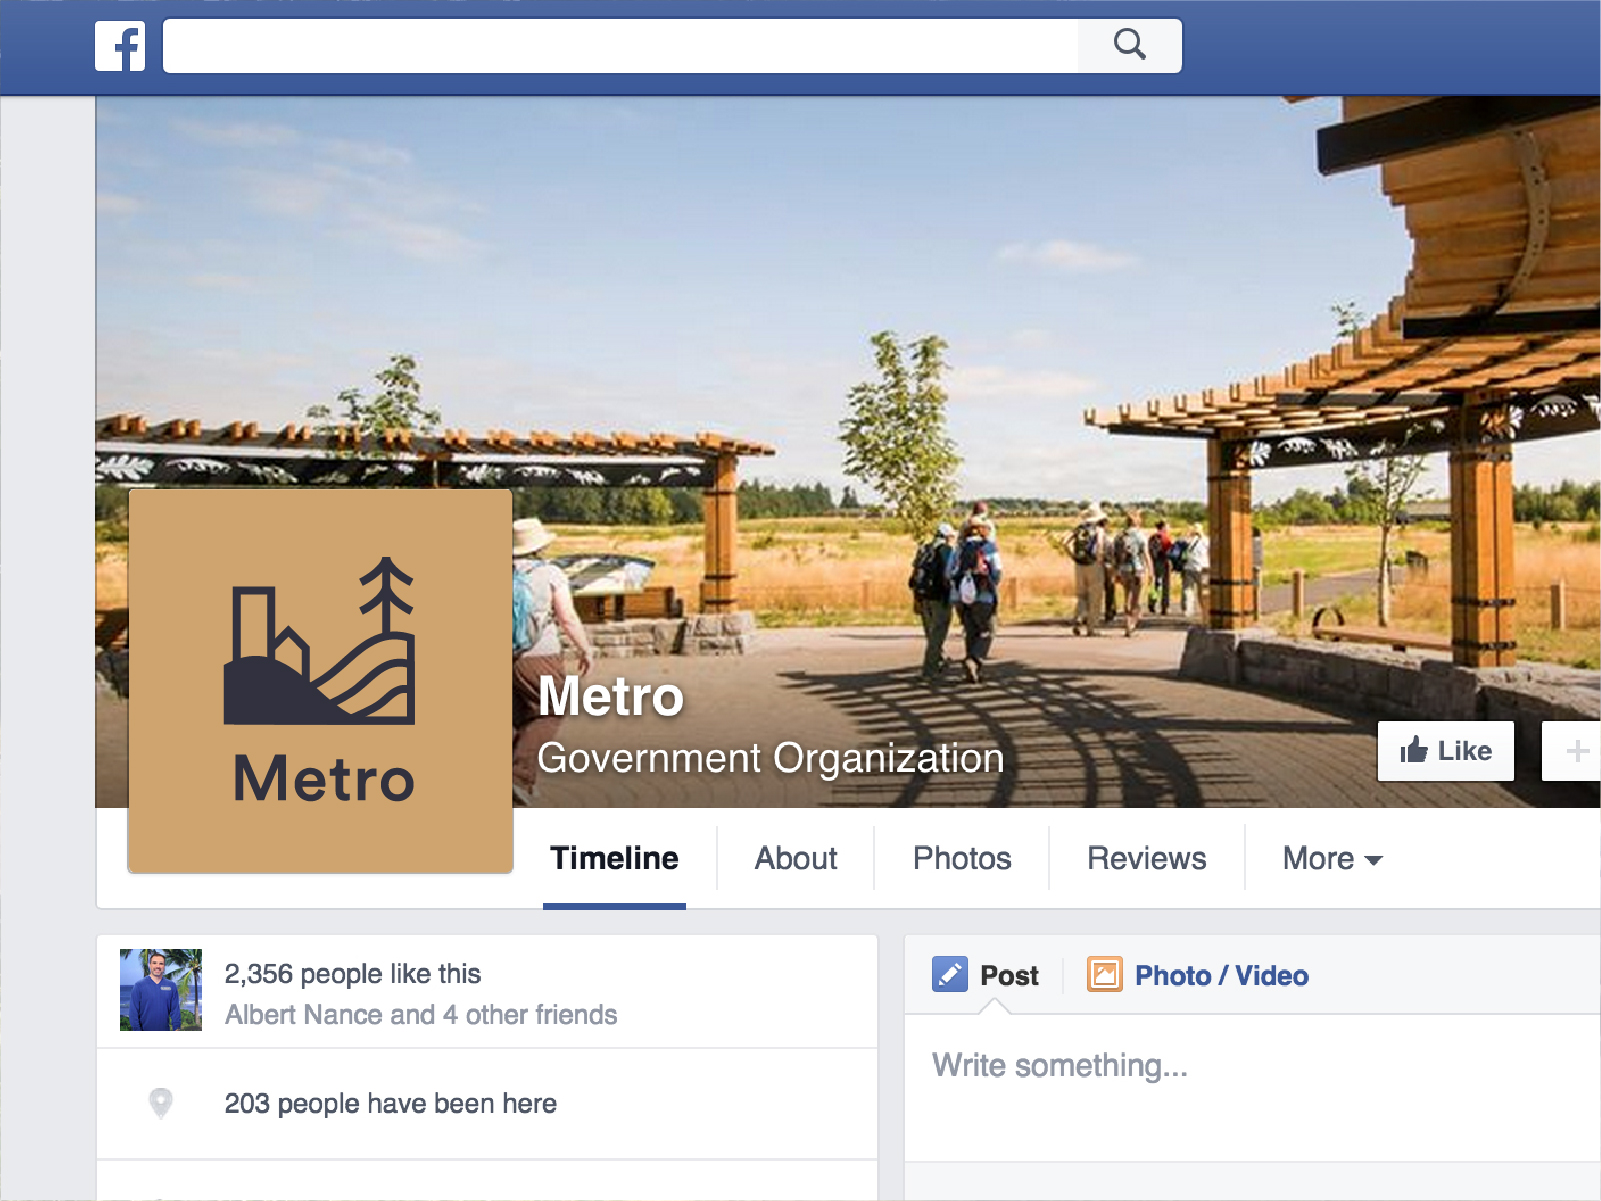 f
Metro
Metro
Government Organization
Like
Timeline
About
Photos
Reviews
More
2,356 people like this
Albert Nance and 4 other friends
203 people have been here
Post
Photo / Video
Write something...